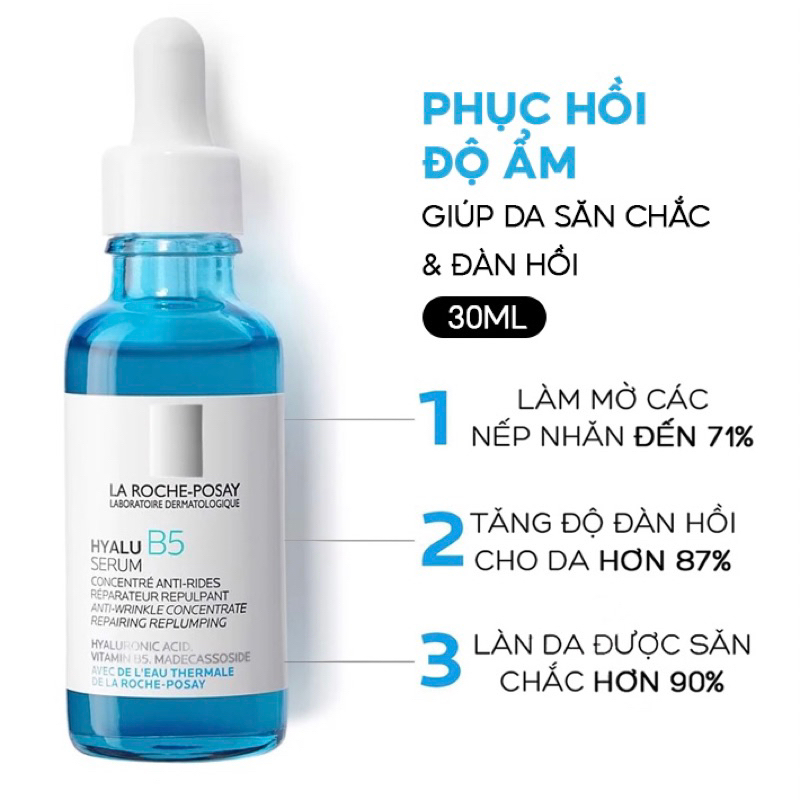 PHỤC HỒI
ĐỘ ẨM
GIÚP DA SĂN CHẮC
& ĐÀN HỒI
30ML
1 LÀM MỜ CÁC
NẾP NHĂN ĐẾN 71%
2 TĂNG ĐỘ ĐÀN HỒI
CHO DA HƠN 87%
3 LÀN DA ĐƯỢC SĂN
CHẮC HƠN 90%
LA ROCHE-POSAY
LABORATOIRE DERMATOLOGIQUE
HYALU B5
SERUM
CONCENTRÉ ANTI-RIDES
RÉPARATEUR REPULPANT
ANTI-WRINKLE CONCENTRATE
REPAIRING REPLUMPING
HYALURONIC ACID,
VITAMIN B5, MADECASSOSIDE
AVEC DE L'EAU THERMALE
DE LA ROCHE-POSAY